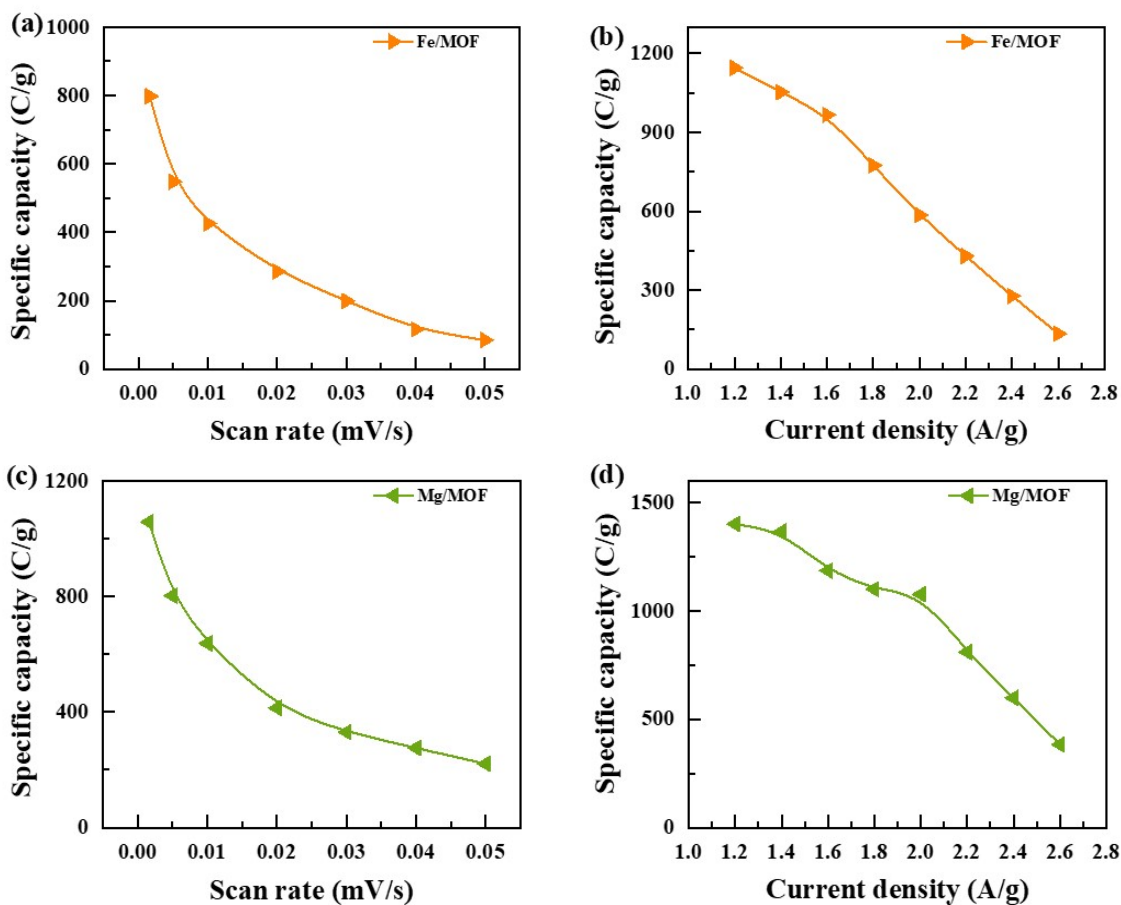 (a)
Fe/MOF
Specific capacity (C/g)
1000
800
600
400
200
0
0.00 0.01 0.02 0.03 0.04 0.05
Scan rate (mV/s)
(b)
Fe/MOF
Specific capacity (C/g)
1200
900
600
300
0
1.0 1.2 1.4 1.6 1.8 2.0 2.2 2.4 2.6 2.8
Current density (A/g)
(c)
Mg/MOF
Specific capacity (C/g)
1200
800
400
0
0.00 0.01 0.02 0.03 0.04 0.05
Scan rate (mV/s)
(d)
Mg/MOF
Specific capacity (C/g)
1500
1000
500
0
1.0 1.2 1.4 1.6 1.8 2.0 2.2 2.4 2.6 2.8
Current density (A/g)